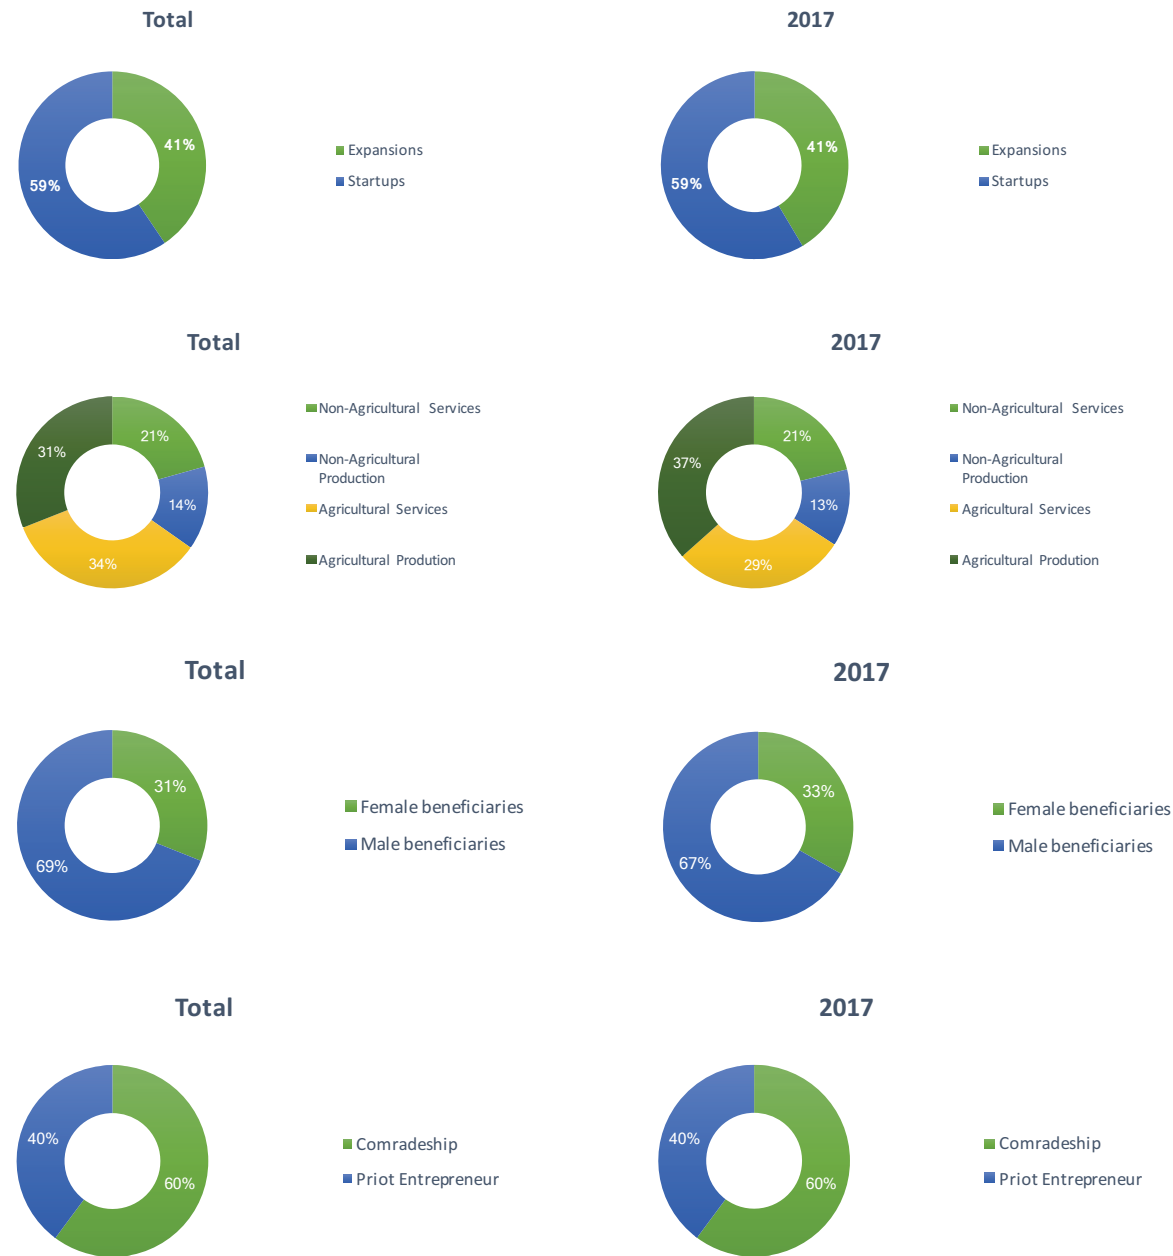 Total
41%
59%
Expansions
Startups
2017
41%
59%
Expansions
Startups
Total
21%
31%
14%
34%
Non-Agricultural Services
Non-Agricultural
Production
Agricultural Services
Agricultural Prodution
2017
21%
37%
13%
29%
Non-Agricultural Services
Non-Agricultural
Production
Agricultural Services
Agricultural Prodution
Total
31%
69%
Female beneficiaries
Male beneficiaries
2017
33%
67%
Female beneficiaries
Male beneficiaries
Total
40%
60%
Comradeship
Priot Entrepreneur
2017
40%
60%
Comradeship
Priot Entrepreneur